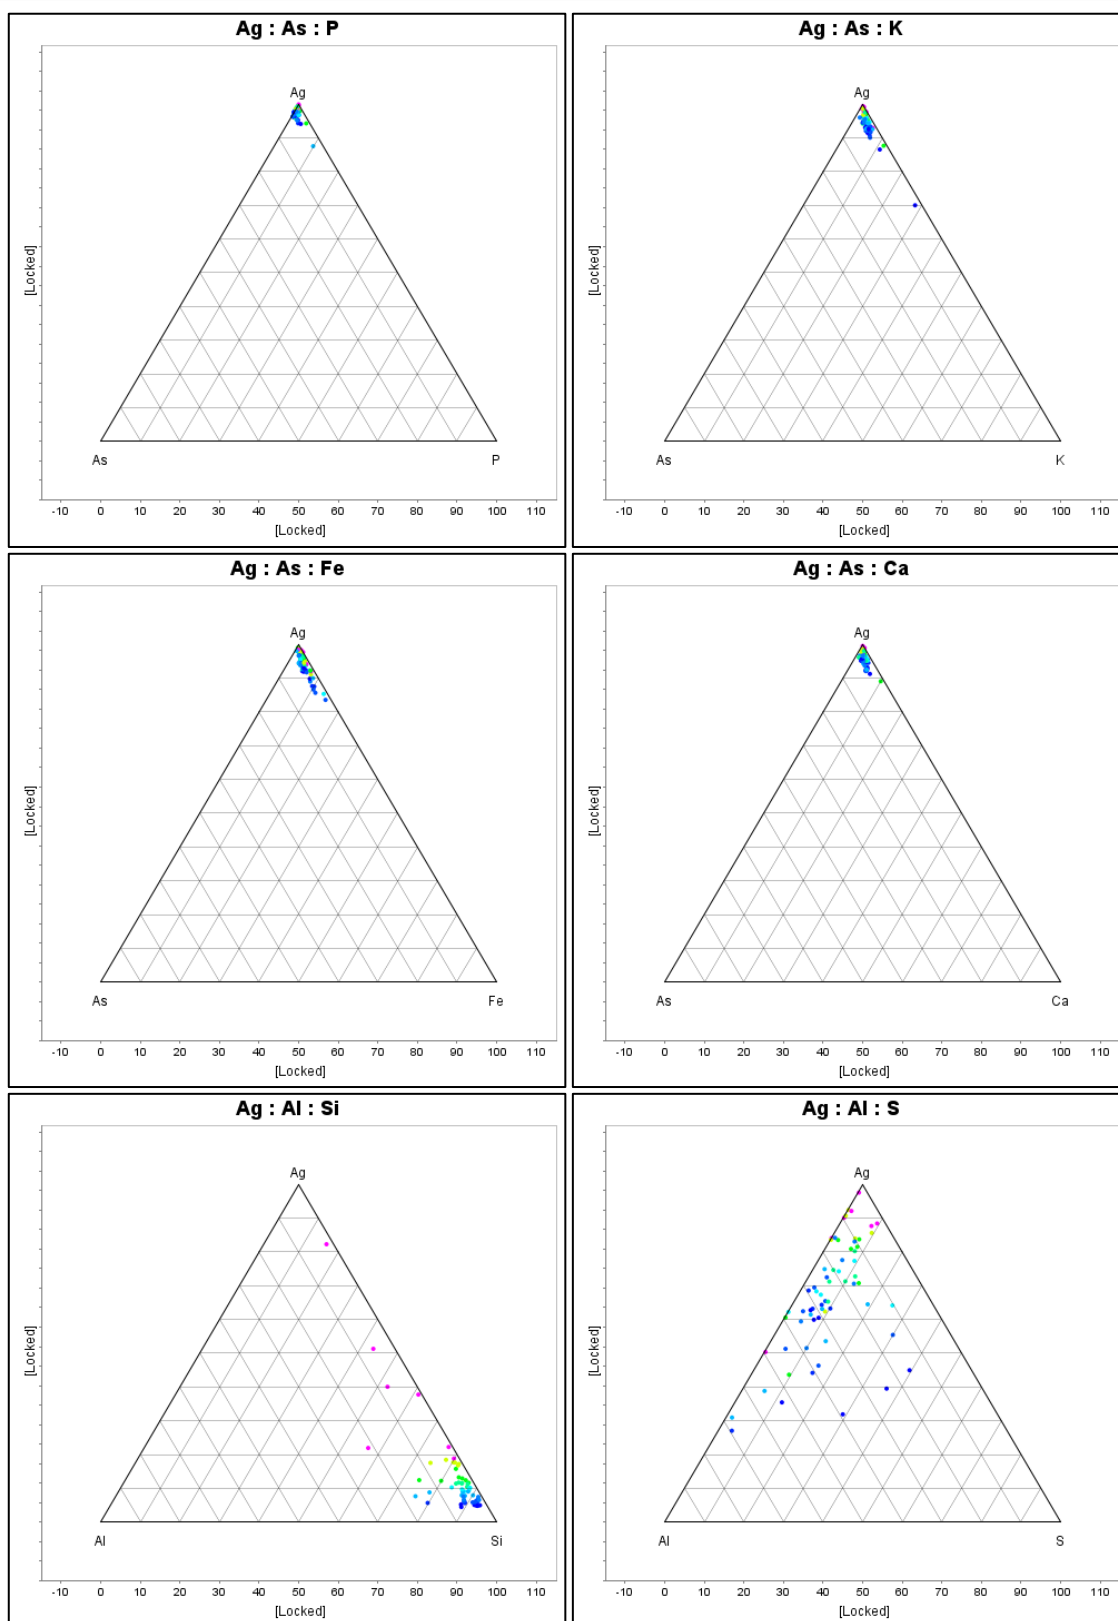 Ag : As : P
Ag
As
P
[Locked]
-10 0 10 20 30 40 50 60 70 80 90 100 110
[Locked]
Ag : As : K
Ag
As
K
[Locked]
-10 0 10 20 30 40 50 60 70 80 90 100 110
[Locked]
Ag : As : Fe
Ag
As
Fe
[Locked]
-10 0 10 20 30 40 50 60 70 80 90 100 110
[Locked]
Ag : As : Ca
Ag
As
Ca
[Locked]
-10 0 10 20 30 40 50 60 70 80 90 100 110
[Locked]
Ag : Al : Si
Ag
Al
Si
[Locked]
-10 0 10 20 30 40 50 60 70 80 90 100 110
[Locked]
Ag : Al : S
Ag
Al
S
[Locked]
-10 0 10 20 30 40 50 60 70 80 90 100 110
[Locked]